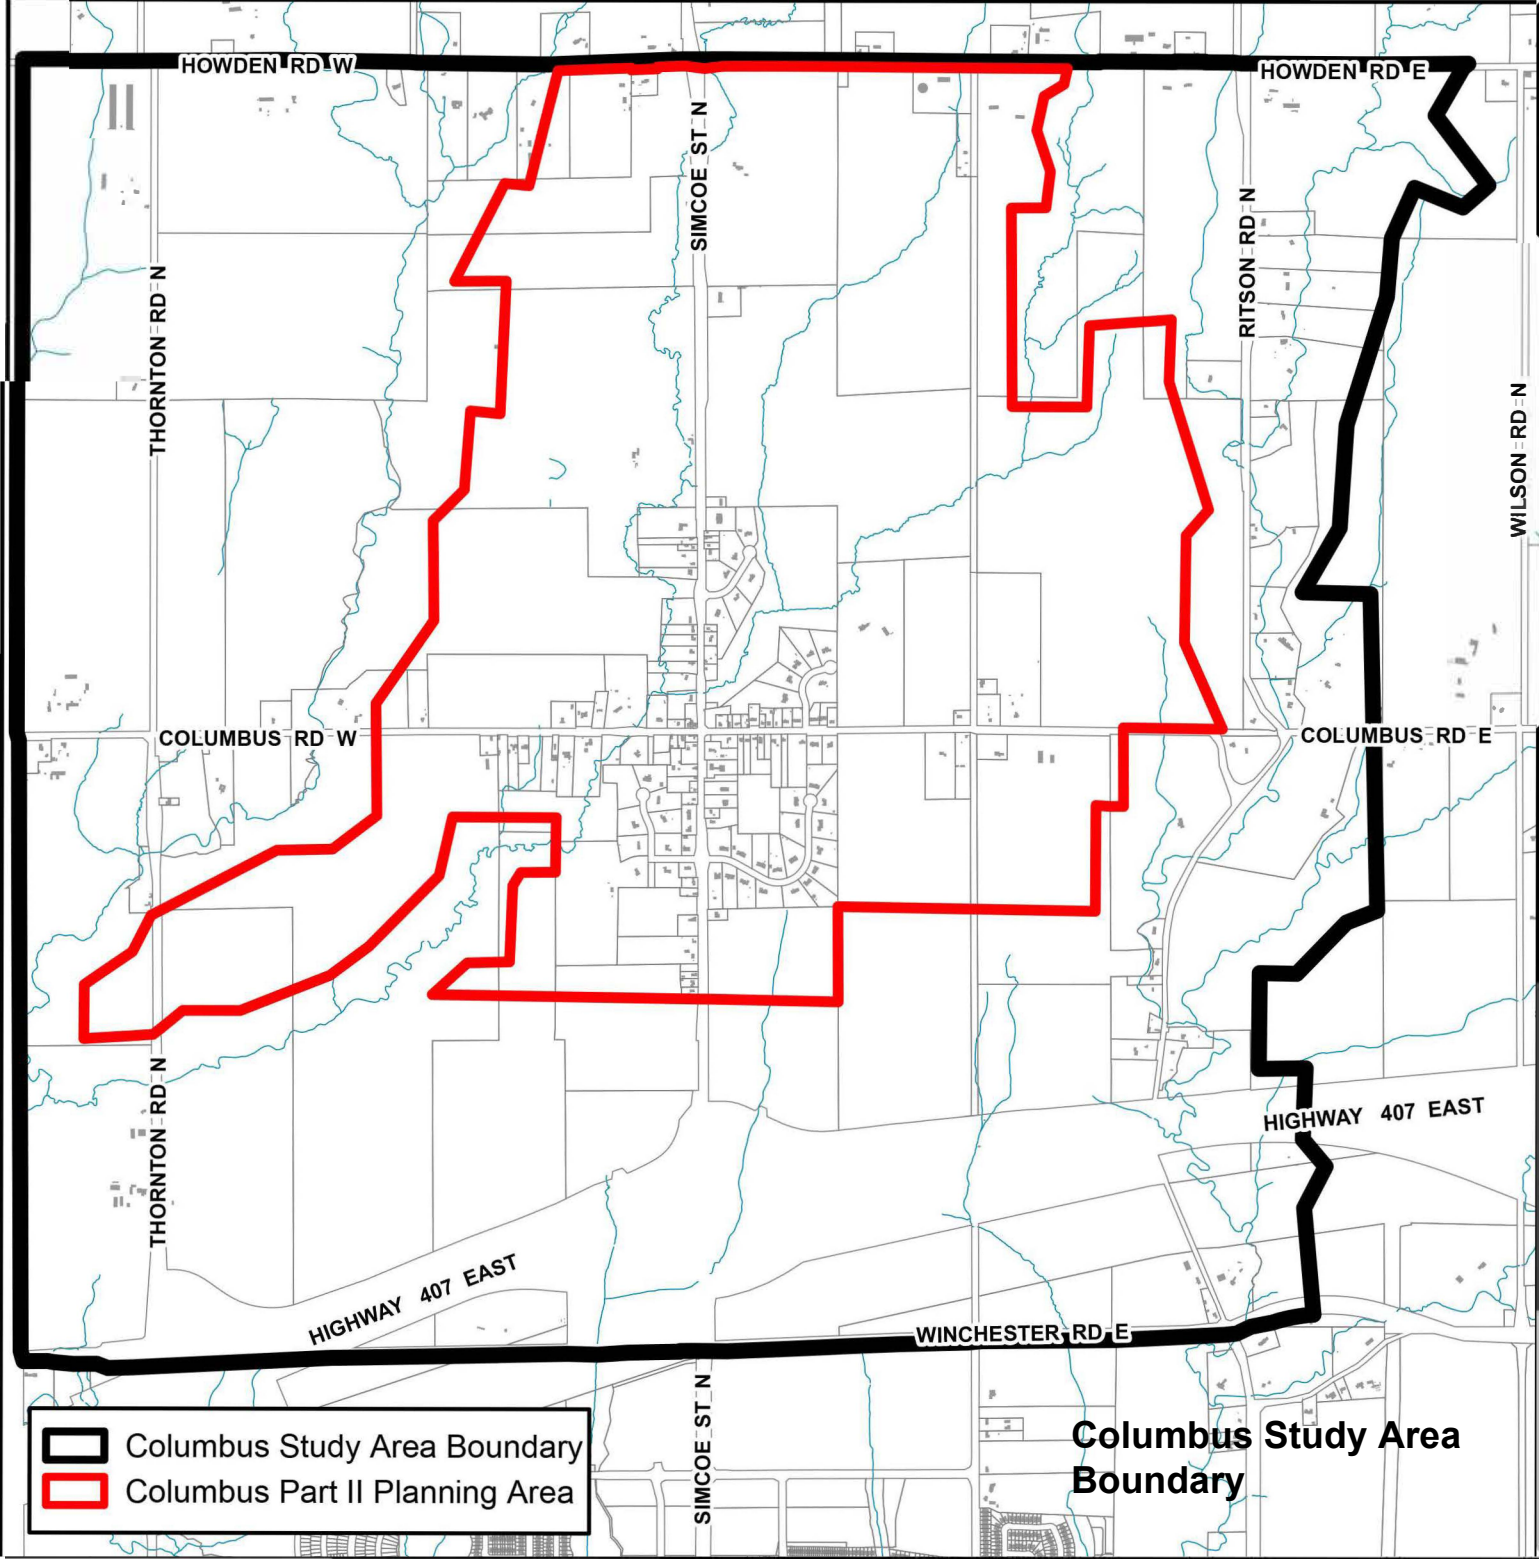 HOWDEN RD W
HOWDEN RD E
SIMCOE ST N
RITSON RD N
THORNTON RD N
WILSON RD N
COLUMBUS RD W
COLUMBUS RD E
THORNTON RD N
HIGHWAY 407 EAST
HIGHWAY 407 EAST
WINCHESTER RD E
SIMCOE ST N
Columbus Study Area Boundary
Columbus Part II Planning Area
Columbus Study Area
Boundary